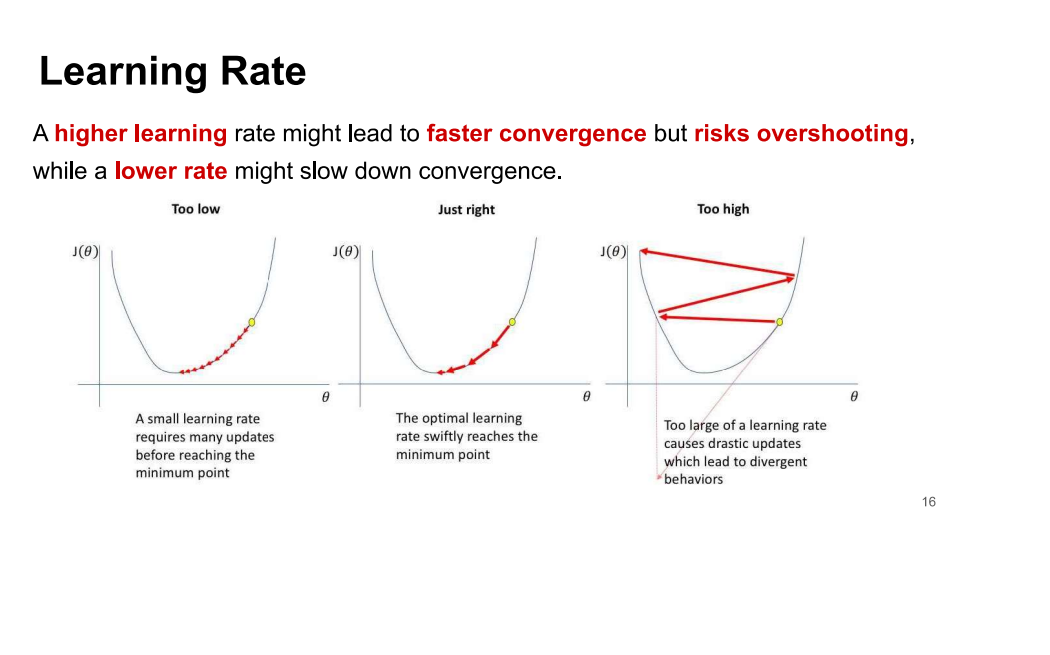 Learning Rate
A higher learning rate might lead to faster convergence but risks overshooting,
while a lower rate might slow down convergence.
Too low
Just right
Too high
J(θ)
J(θ)
J(θ)
θ
θ
θ
A small learning rate
requires many updates
before reaching the
minimum point
The optimal learning
rate swiftly reaches the
minimum point
Too large of a learning rate
causes drastic updates
which lead to divergent
behaviors
16